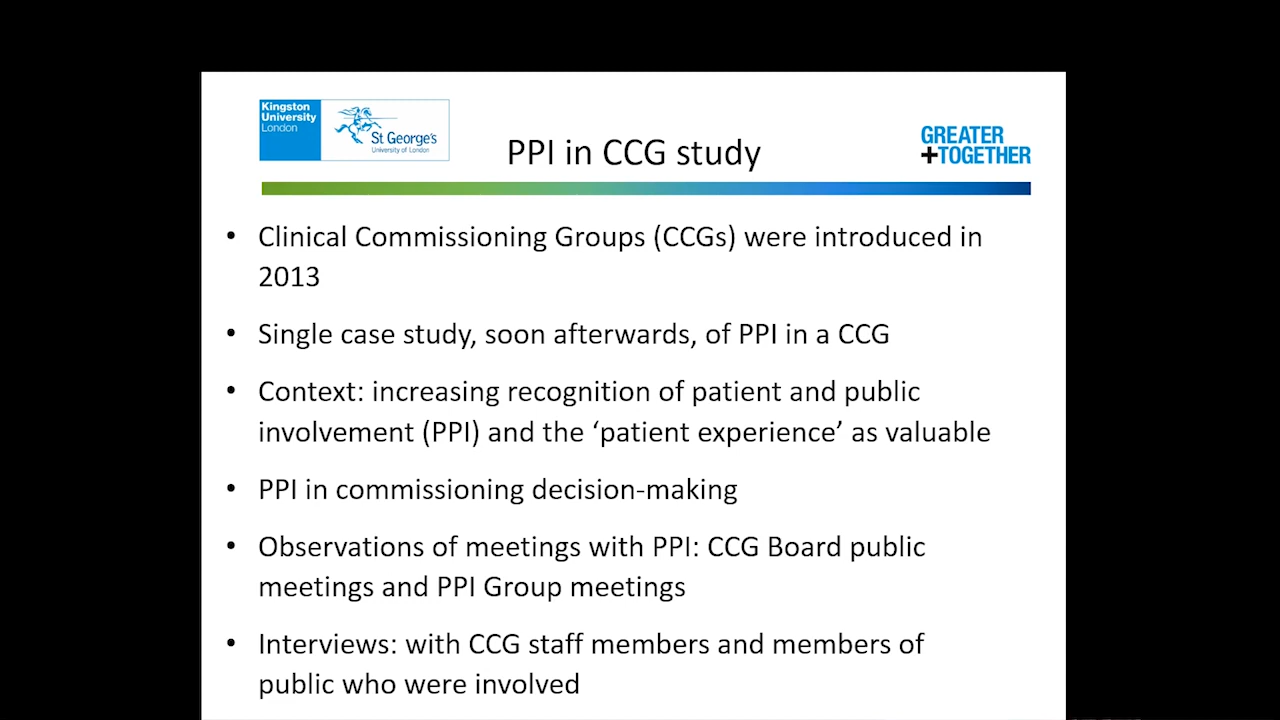 Kingston
University
London
St George's
University of London
GREATER
+TOGETHER
PPI in CCG study
• Clinical Commissioning Groups (CCGs) were introduced in
2013
• Single case study, soon afterwards, of PPI in a CCG
• Context: increasing recognition of patient and public
involvement (PPI) and the ‘patient experience’ as valuable
• PPI in commissioning decision-making
• Observations of meetings with PPI: CCG Board public
meetings and PPI Group meetings
• Interviews: with CCG staff members and members of
public who were involved